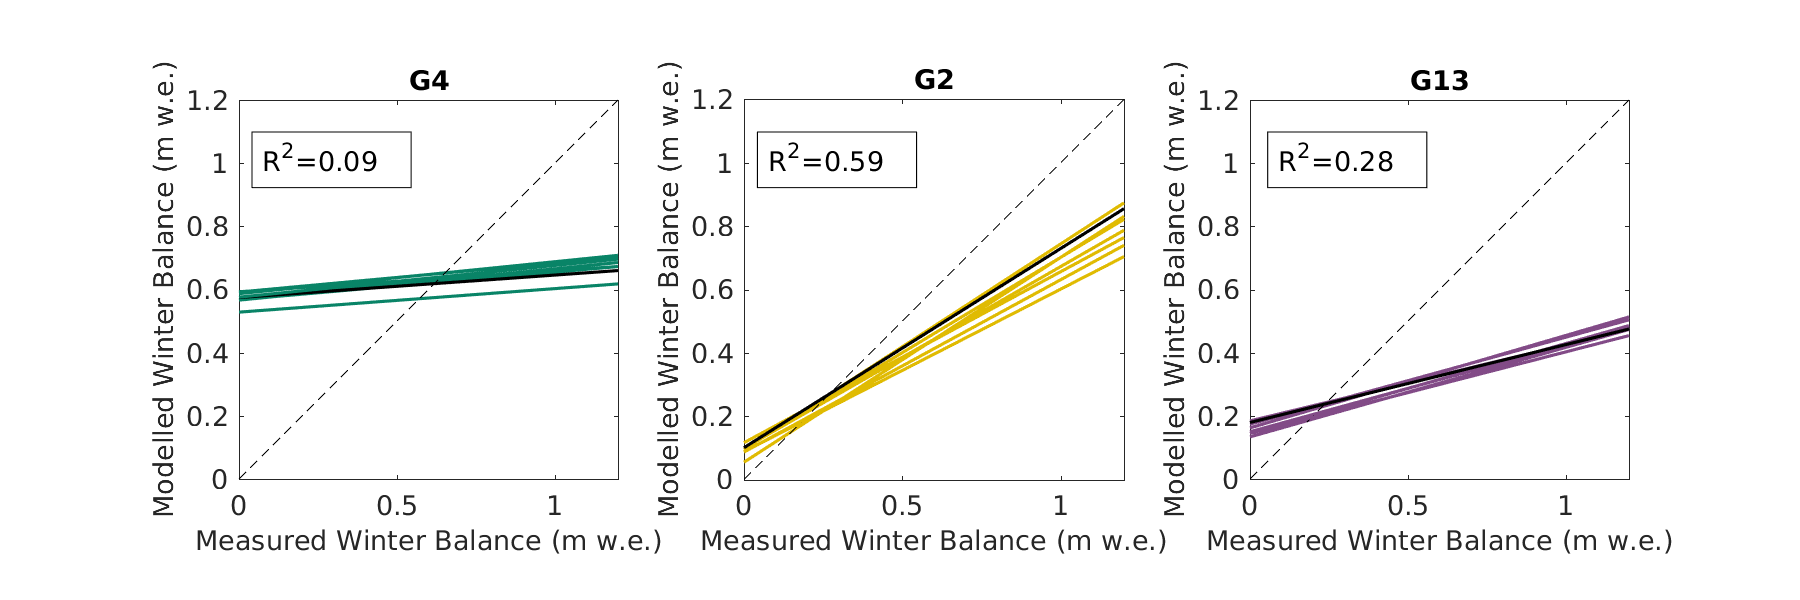 G4
R2=0.09
Modelled Winter Balance (m w.e.)
1.2
1
0.8
0.6
0.4
0.2
0
0 0.5 1
Measured Winter Balance (m w.e.)
G2
R2=0.59
Modelled Winter Balance (m w.e.)
1.2
1
0.8
0.6
0.4
0.2
0
0 0.5 1
Measured Winter Balance (m w.e.)
G13
R2=0.28
Modelled Winter Balance (m w.e.)
1.2
1
0.8
0.6
0.4
0.2
0
0 0.5 1
Measured Winter Balance (m w.e.)